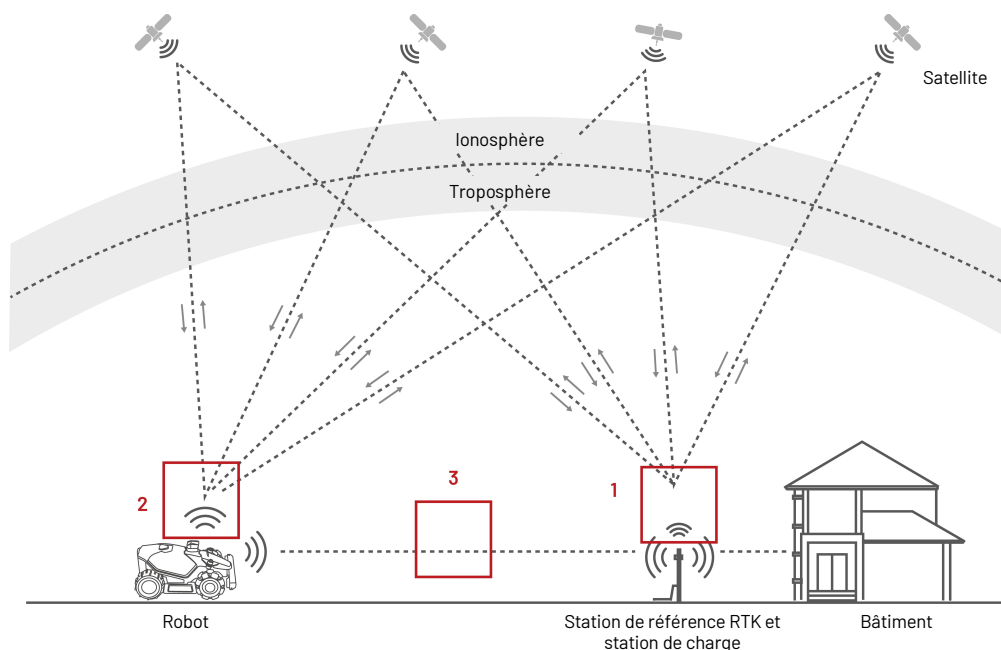 Satellite
Ionosphère
Troposphère
3
2
1
Robot
Station de référence RTK et
station de charge
Bâtiment